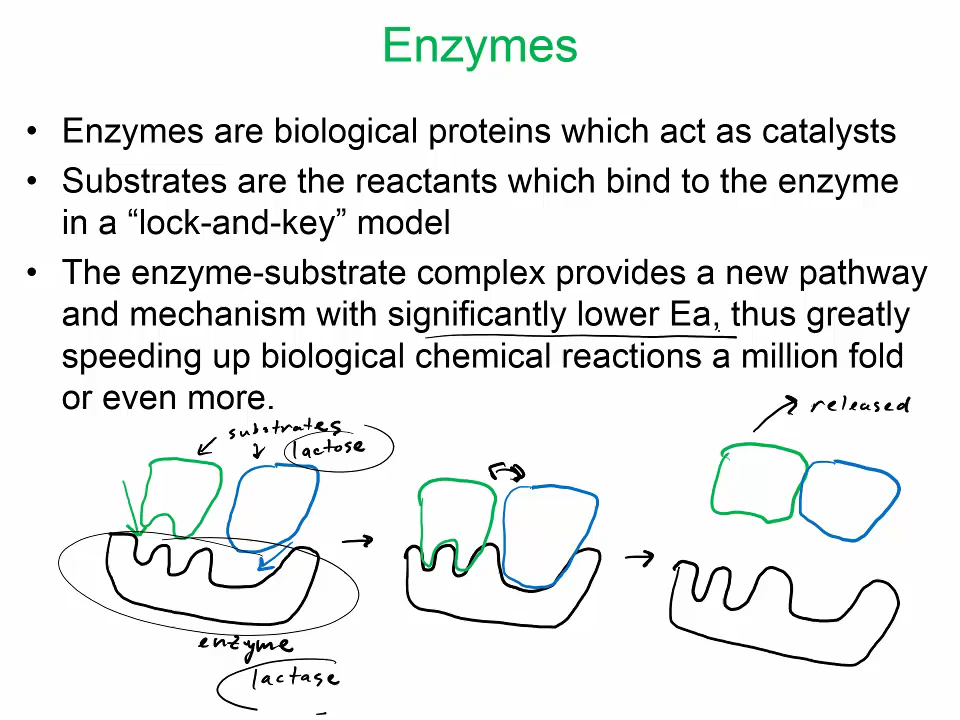 Enzymes
• Enzymes are biological proteins which act as catalysts
• Substrates are the reactants which bind to the enzyme
in a “lock-and-key” model
• The enzyme-substrate complex provides a new pathway
and mechanism with significantly lower Ea, thus greatly
speeding up biological chemical reactions a million fold
or even more.
released
substrates
lactose
enzyme
lactase